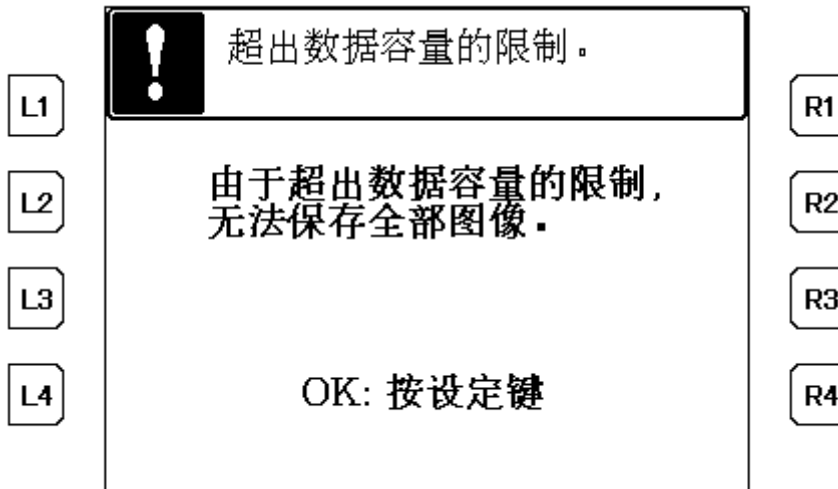 超出数据容量的限制。
L1
R1
由于超出数据容量的限制,
无法保存全部图像.
L2
R2
L3
R3
OK: 按设定键
L4
R4